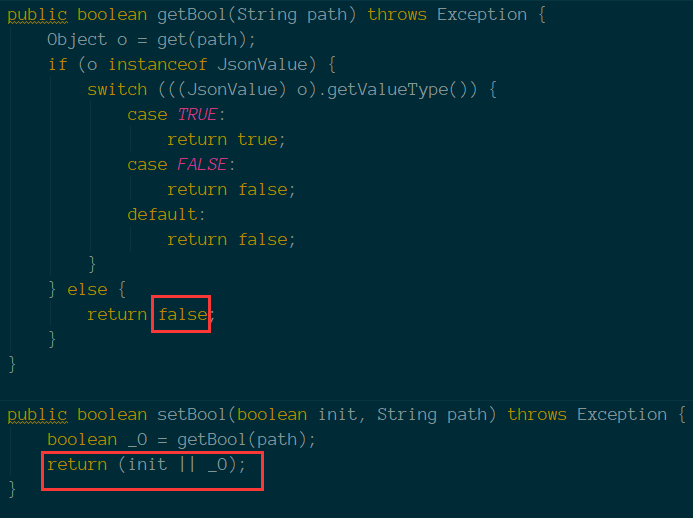 public boolean getBool(String path) throws Exception {
Object o = get(path);
if (o instanceof JsonValue) {
switch (((JsonValue) o).getValueType()) {
case TRUE:
return true;
case FALSE:
return false;
default:
return false;
}
} else {
return false;
}
}
public boolean setBool(boolean init, String path) throws Exception {
boolean _O = getBool(path);
return (init || _O);
}